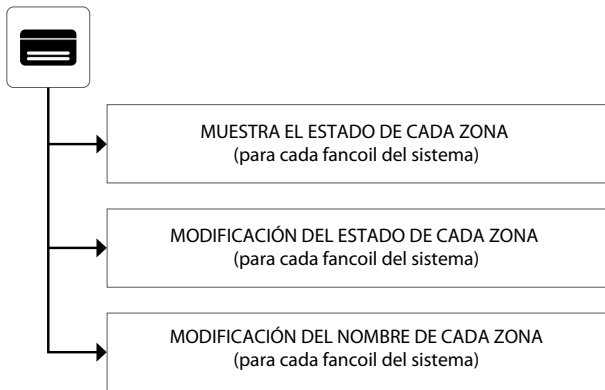 MUESTRA EL ESTADO DE CADA ZONA
(para cada fancoil del sistema)
MODIFICACIÓN DEL ESTADO DE CADA ZONA
(para cada fancoil del sistema)
MODIFICACIÓN DEL NOMBRE DE CADA ZONA
(para cada fancoil del sistema)